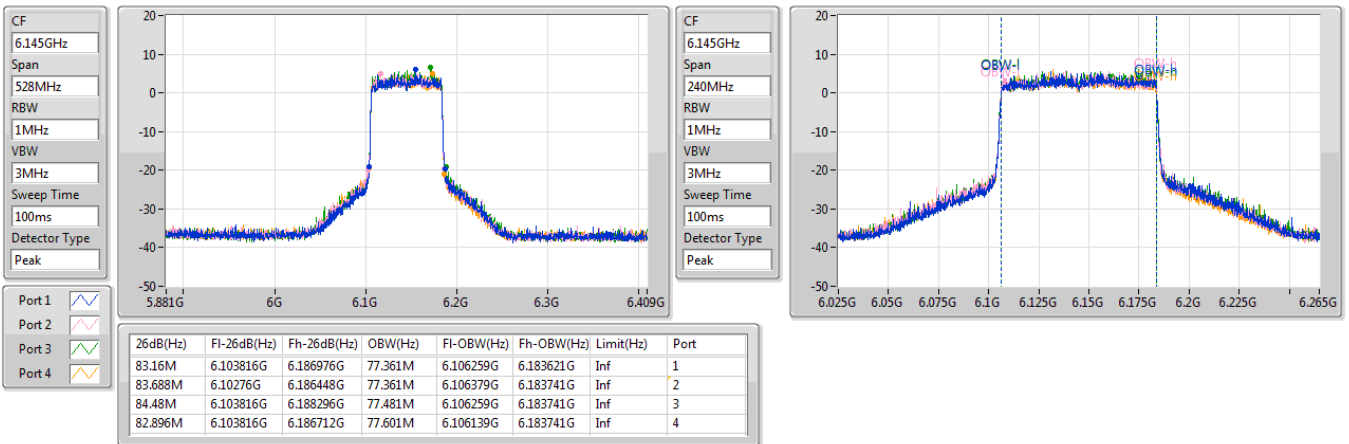 CF
6.145GHz
Span
528MHz
RBW
1MHz
VBW
3MHz
Sweep Time
100ms
Detector Type
Peak
20
10
0
-10
-20
-30
-40
-50
5.881G 6G 6.1G 6.2G 6.3G 6.409G
CF
6.145GHz
Span
240MHz
RBW
1MHz
VBW
3MHz
Sweep Time
100ms
Detector Type
Peak
20
10
0
-10
-20
-30
-40
-50
OBW-l
OBW-h
6.025G 6.05G 6.075G 6.1G 6.125G 6.15G 6.175G 6.2G 6.225G 6.265G
Port 1
Port 2
Port 3
Port 4
26dB(Hz) Fl-26dB(Hz) Fh-26dB(Hz) OBW(Hz) Fl-OBW(Hz) Fh-OBW(Hz) Limit(Hz) Port
83.16M 6.103816G 6.186976G 77.361M 6.106259G 6.183621G Inf 1
83.688M 6.10276G 6.186448G 77.361M 6.106379G 6.183741G Inf 2
84.48M 6.103816G 6.188296G 77.481M 6.106259G 6.183741G Inf 3
82.896M 6.103816G 6.186712G 77.601M 6.106139G 6.183741G Inf 4